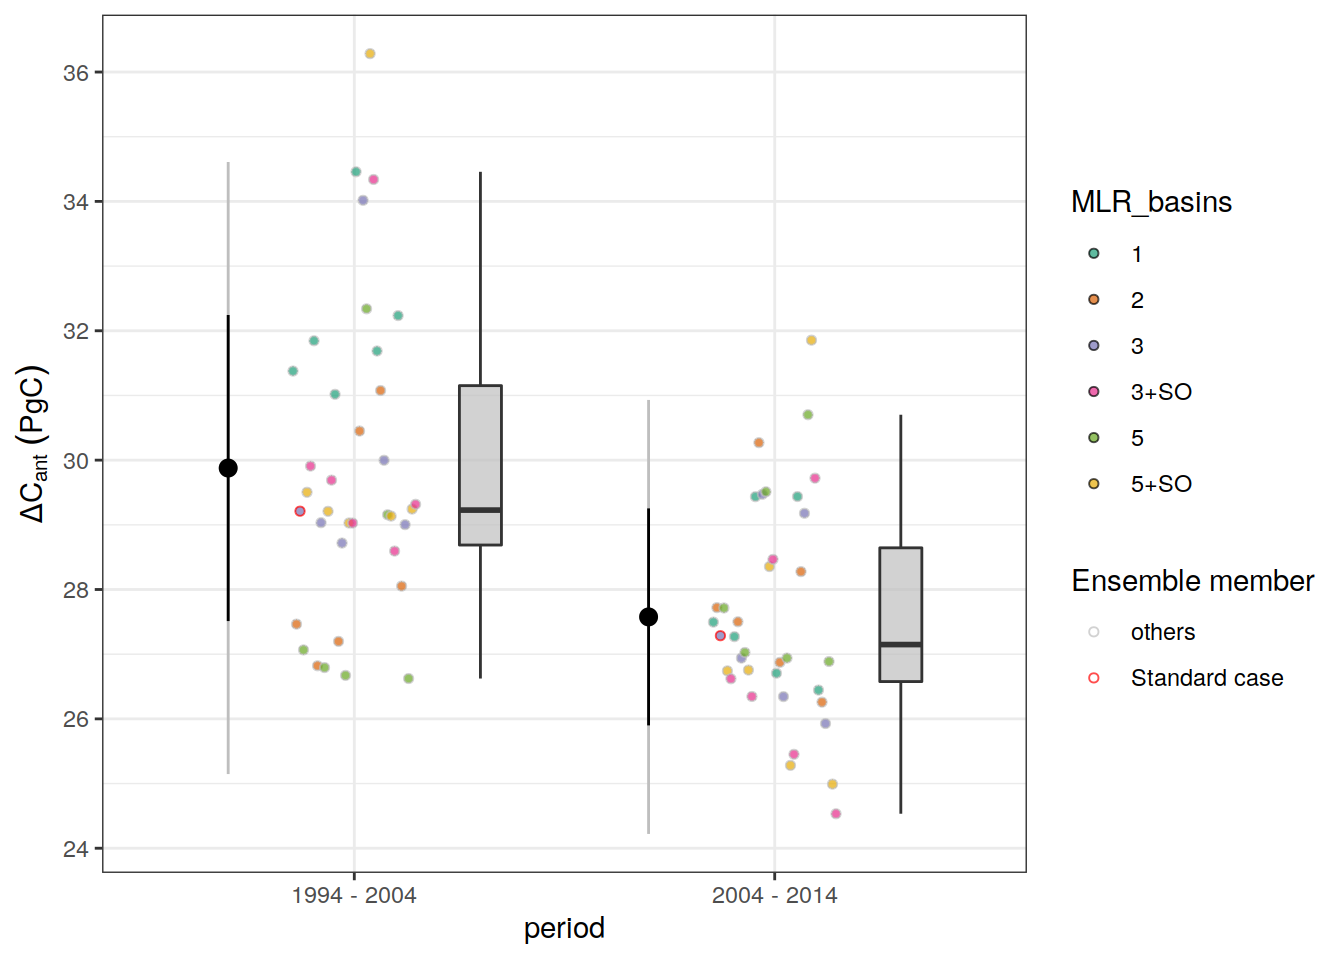 36
34
32
30
28
26
24
ΔCant (PgC)
1994 - 2004
2004 - 2014
period
MLR_basins
1
2
3
3+SO
5
5+SO
Ensemble member
others
Standard case